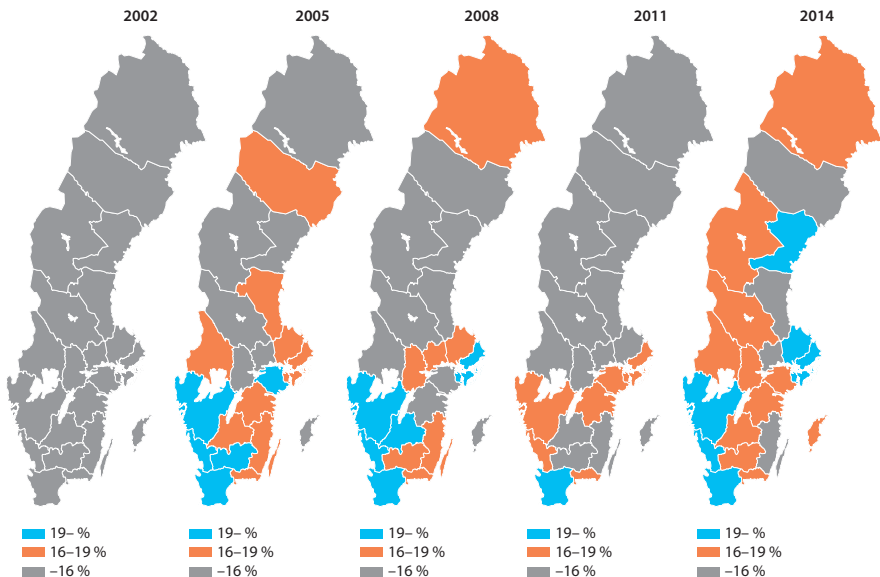 2002 2005 2008 2011 2014
19– % 19– % 19– % 19– % 19– %
16–19 % 16–19 % 16–19 % 16–19 % 16–19 %
–16 % –16 % –16 % –16 % –16 %